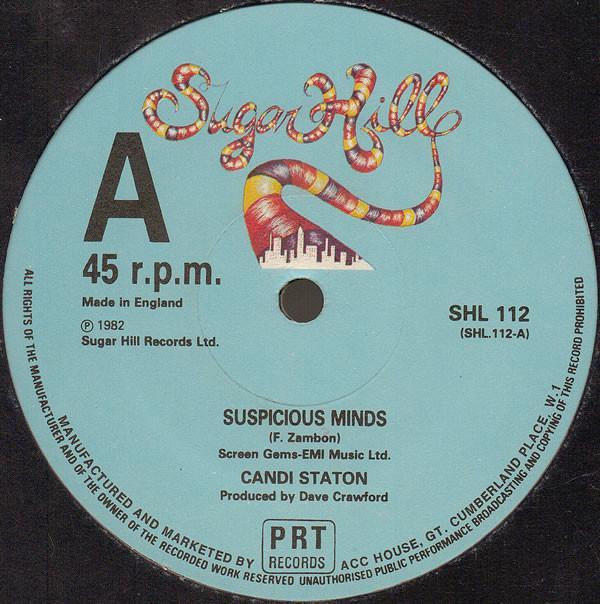 Sugar Hill
A
45 r.p.m.
Made in England
℗ 1982
Sugar Hill Records Ltd.
SHL 112
(SHL.112-A)
SUSPICIOUS MINDS
(F. Zambon)
Screen Gems-EMI Music Ltd.
CANDI STATON
Produced by Dave Crawford
PRT
RECORDS
MANUFACTURED AND MARKETED BY
ACC HOUSE, GT. CUMBERLAND PLACE, W.1
ALL RIGHTS OF THE MANUFACTURER AND OF THE OWNER OF THE RECORDED WORK RESERVED UNAUTHORISED PUBLIC PERFORMANCE BROADCASTING AND COPYING OF THIS RECORD PROHIBITED